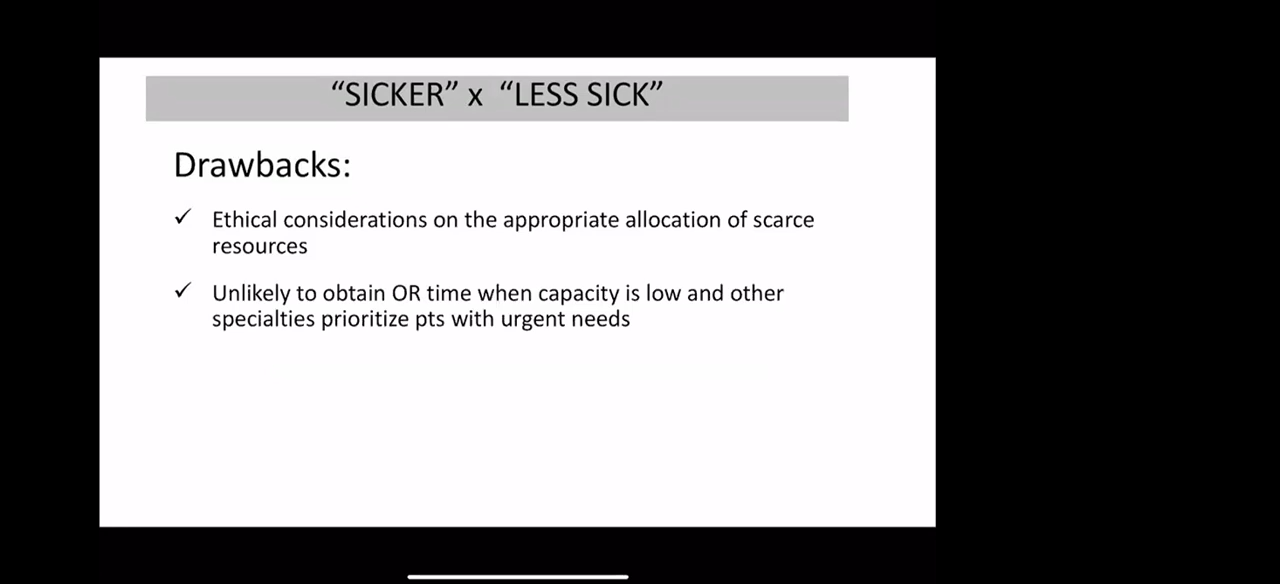 “SICKER” x “LESS SICK”
Drawbacks:
✓ Ethical considerations on the appropriate allocation of scarce
resources
✓ Unlikely to obtain OR time when capacity is low and other
specialties prioritize pts with urgent needs